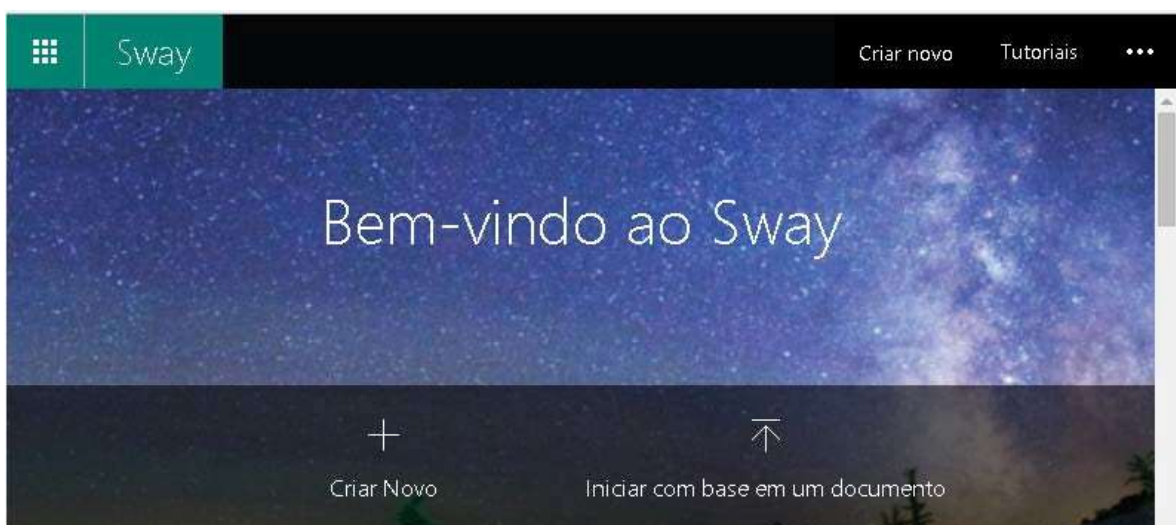 Sway
Criar novo
Tutoriais
Bem-vindo ao Sway
Criar Novo
Iniciar com base em um documento